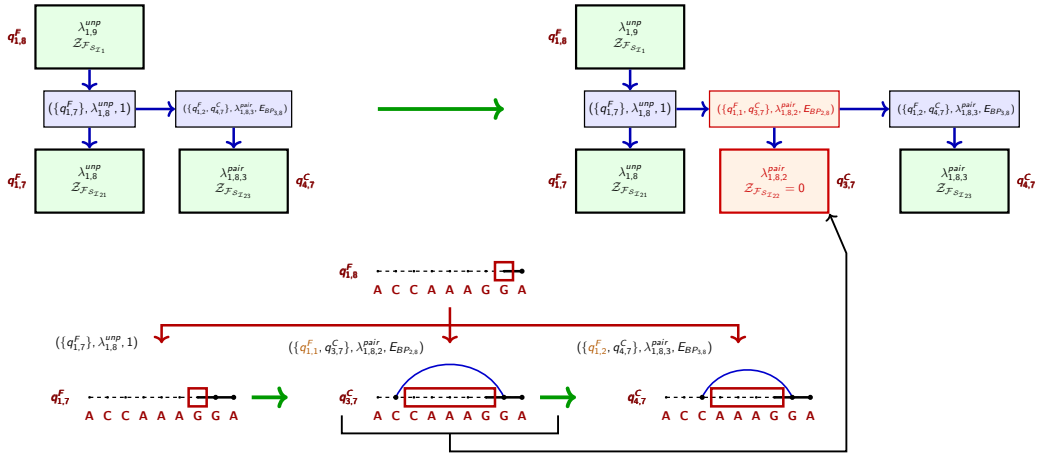 q^F_{1,8}
λ^{unp}_{1,9}
Z_{F_{S_{I_1}}}
({q^F_{1,7}}, λ^{unp}_{1,8}, 1)
({q^F_{1,2}, q^C_{4,7}}, λ^{pair}_{1,8,3}, E_{BP_{3,8}})
q^F_{1,7}
λ^{unp}_{1,8}
Z_{F_{S_{I_{21}}}}
λ^{pair}_{1,8,3}
Z_{F_{S_{I_{23}}}}
q^C_{4,7}
q^F_{1,8}
λ^{unp}_{1,9}
Z_{F_{S_{I_1}}}
({q^F_{1,7}}, λ^{unp}_{1,8}, 1)
({q^F_{1,1}, q^C_{3,7}}, λ^{pair}_{1,8,2}, E_{BP_{2,8}})
({q^F_{1,2}, q^C_{4,7}}, λ^{pair}_{1,8,3}, E_{BP_{3,8}})
q^F_{1,7}
λ^{unp}_{1,8}
Z_{F_{S_{I_{21}}}}
λ^{pair}_{1,8,2}
Z_{F_{S_{I_{22}}}} = 0
q^C_{3,7}
λ^{pair}_{1,8,3}
Z_{F_{S_{I_{23}}}}
q^C_{4,7}
q^F_{1,8}
A C C A A A G G A
({q^F_{1,7}}, λ^{unp}_{1,8}, 1)
({q^F_{1,1}, q^C_{3,7}}, λ^{pair}_{1,8,2}, E_{BP_{2,8}})
({q^F_{1,2}, q^C_{4,7}}, λ^{pair}_{1,8,3}, E_{BP_{3,8}})
q^F_{1,7}
A C C A A A G G A
q^C_{3,7}
A C C A A A G G A
q^C_{4,7}
A C C A A A G G A